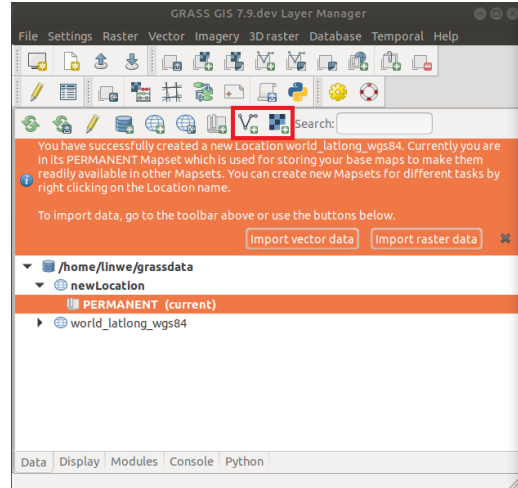 GRASS GIS 7.9.dev Layer Manager
File Settings Raster Vector Imagery 3D raster Database Temporal Help
Search:
You have successfully created a new Location world_latlong_wgs84. Currently you are
in its PERMANENT Mapset which is used for storing your base maps to make them
readily available in other Mapsets. You can create new Mapsets for different tasks by
right clicking on the Location name.
To import data, go to the toolbar above or use the buttons below.
Import vector data Import raster data
/home/linwe/grassdata
newLocation
PERMANENT (current)
world_latlong_wgs84
Data Display Modules Console Python